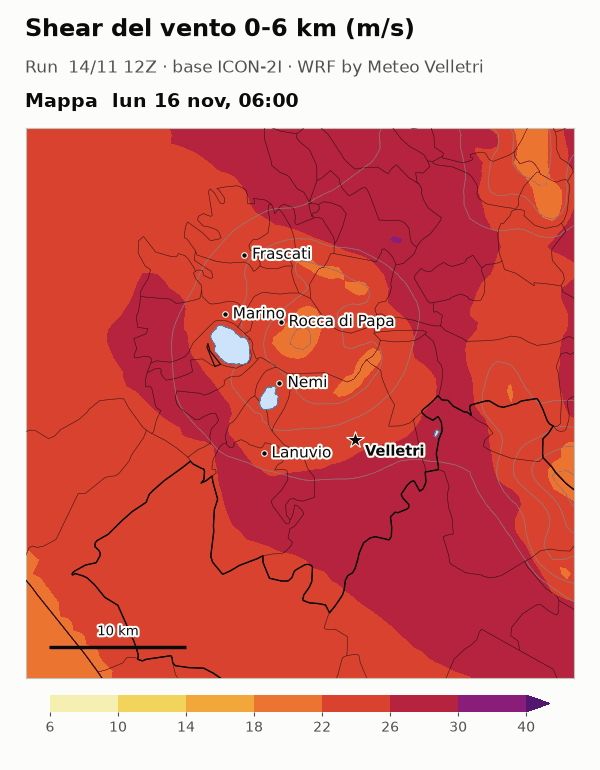 Shear del vento 0-6 km (m/s)
Run 14/11 12Z · base ICON-2I · WRF by Meteo Velletri
Mappa lun 16 nov, 06:00
Frascati
Marino
Rocca di Papa
Nemi
Velletri
Lanuvio
10 km
6 10 14 18 22 26 30 40